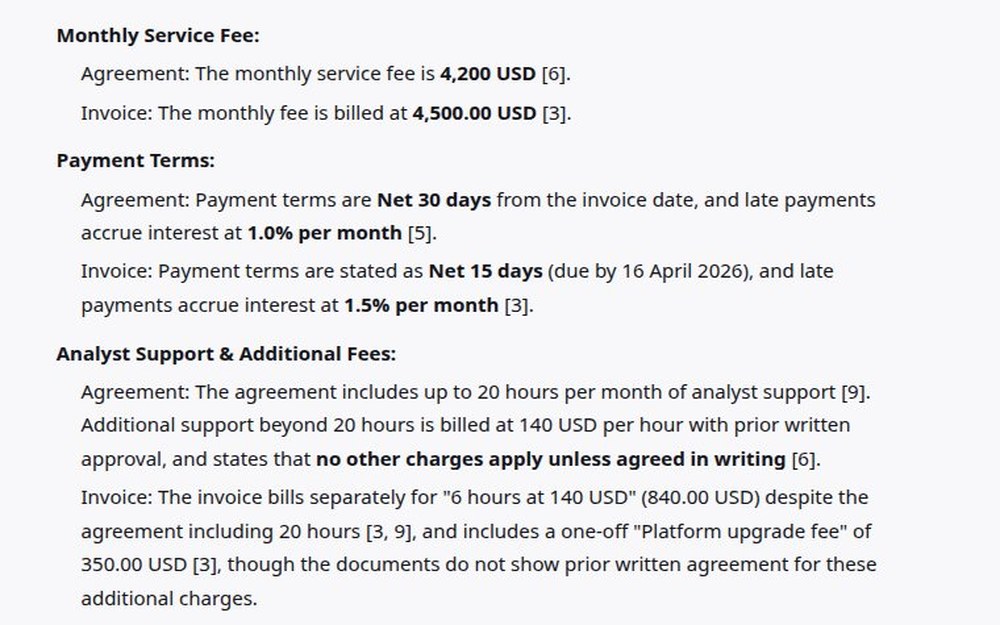 Monthly Service Fee:
Agreement: The monthly service fee is 4,200 USD [6].
Invoice: The monthly fee is billed at 4,500.00 USD [3].
Payment Terms:
Agreement: Payment terms are Net 30 days from the invoice date, and late payments
accrue interest at 1.0% per month [5].
Invoice: Payment terms are stated as Net 15 days (due by 16 April 2026), and late
payments accrue interest at 1.5% per month [3].
Analyst Support & Additional Fees:
Agreement: The agreement includes up to 20 hours per month of analyst support [9].
Additional support beyond 20 hours is billed at 140 USD per hour with prior written
approval, and states that no other charges apply unless agreed in writing [6].
Invoice: The invoice bills separately for "6 hours at 140 USD" (840.00 USD) despite the
agreement including 20 hours [3, 9], and includes a one-off "Platform upgrade fee" of
350.00 USD [3], though the documents do not show prior written agreement for these
additional charges.